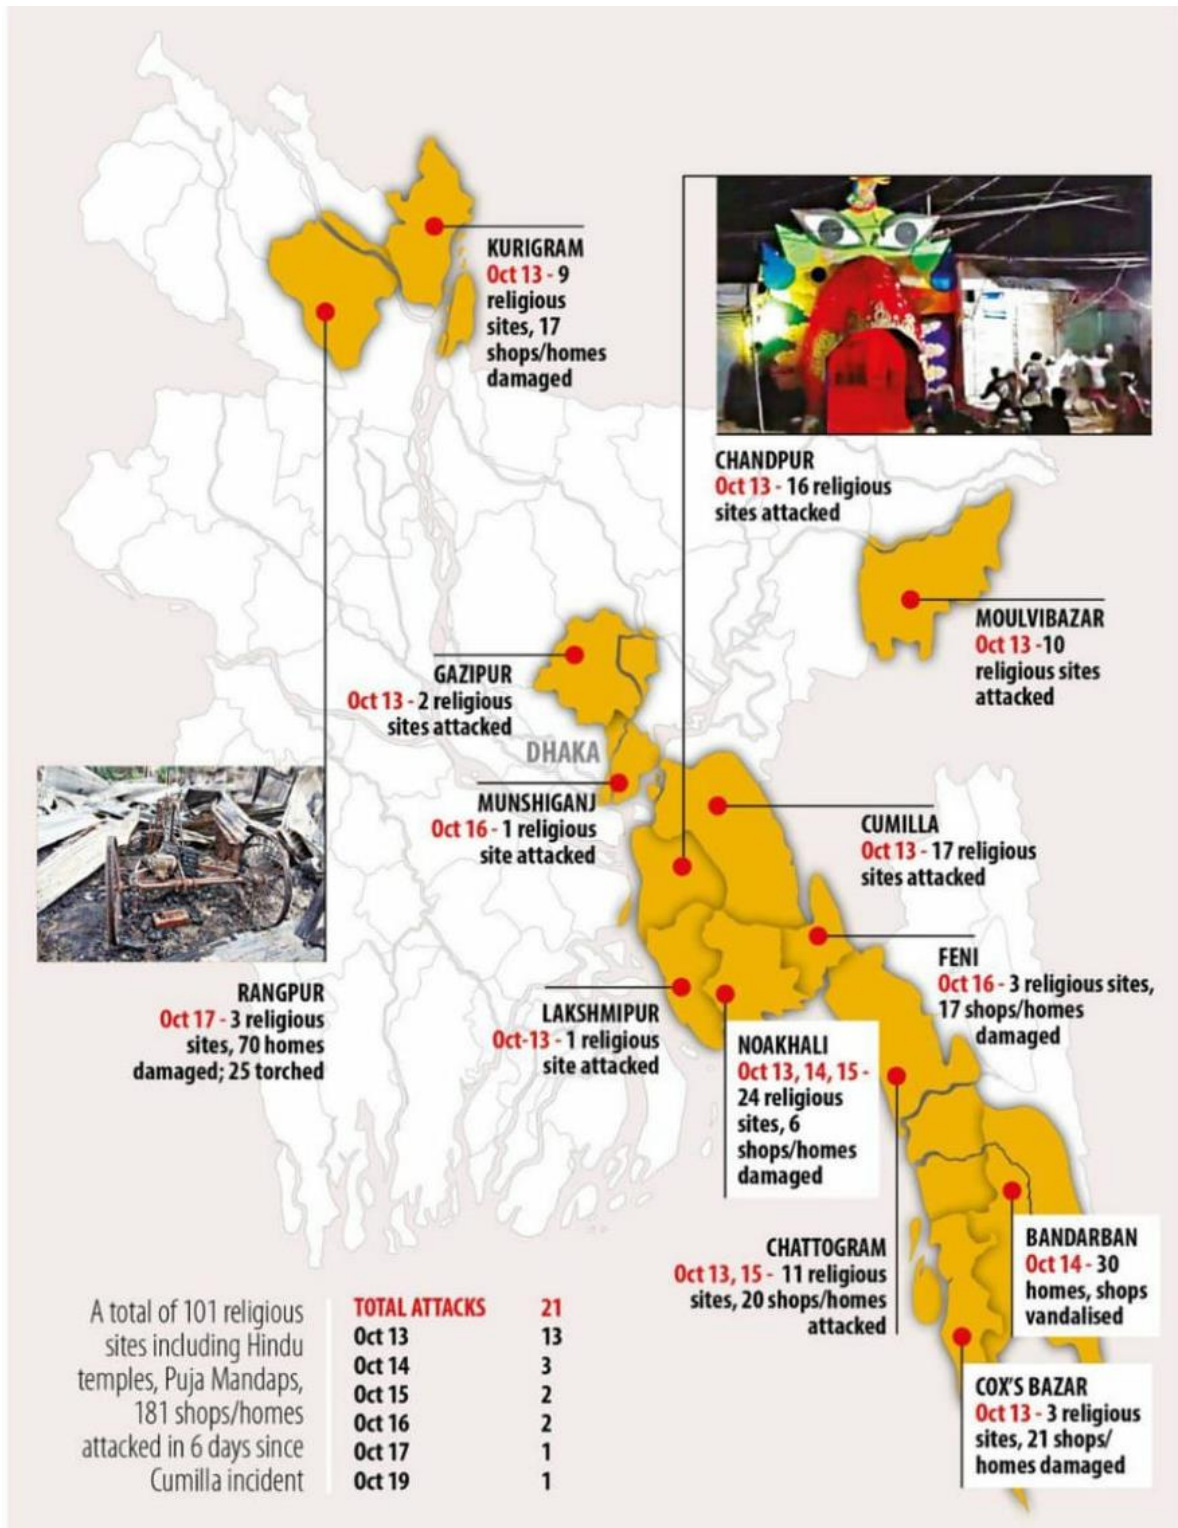 KURIGRAM
Oct 13 - 9
religious
sites, 17
shops/homes
damaged
CHANDPUR
Oct 13 - 16 religious
sites attacked
MOULVIBAZAR
Oct 13 -10
religious sites
attacked
GAZIPUR
Oct 13 - 2 religious
sites attacked
DHAKA
MUNSHIGANJ
Oct 16 - 1 religious
site attacked
CUMILLA
Oct 13 - 17 religious
sites attacked
FENI
Oct 16 - 3 religious sites,
17 shops/homes
damaged
RANGPUR
Oct 17 - 3 religious
sites, 70 homes
damaged; 25 torched
LAKSHMIPUR
Oct-13 - 1 religious
site attacked
NOAKHALI
Oct 13, 14, 15 -
24 religious
sites, 6
shops/homes
damaged
CHATTOGRAM
Oct 13, 15 - 11 religious
sites, 20 shops/homes
attacked
BANDARBAN
Oct 14 - 30
homes, shops
vandalised
COX'S BAZAR
Oct 13 - 3 religious
sites, 21 shops/
homes damaged
A total of 101 religious
sites including Hindu
temples, Puja Mandaps,
181 shops/homes
attacked in 6 days since
Cumilla incident
TOTAL ATTACKS 21
Oct 13 13
Oct 14 3
Oct 15 2
Oct 16 2
Oct 17 1
Oct 19 1